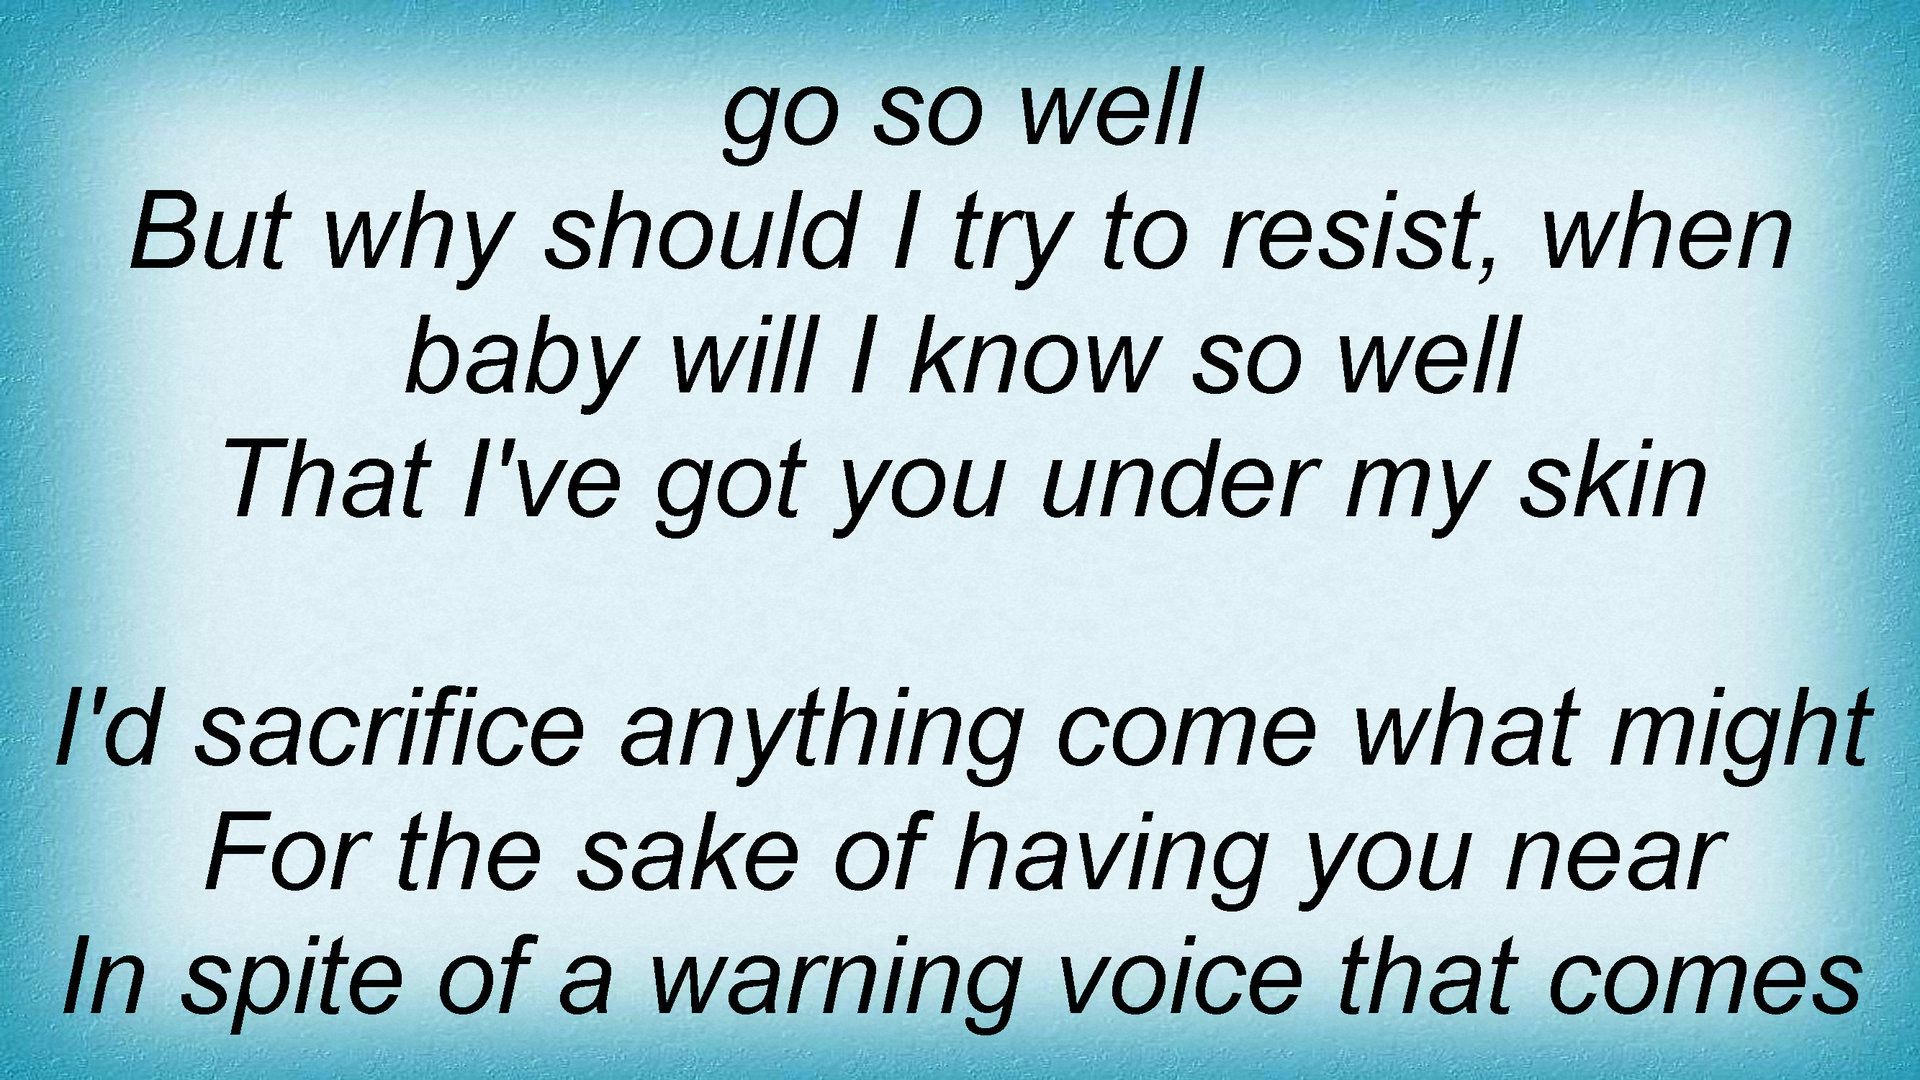 go so well
But why should I try to resist, when
baby will I know so well
That I've got you under my skin
I'd sacrifice anything come what might
For the sake of having you near
In spite of a warning voice that comes